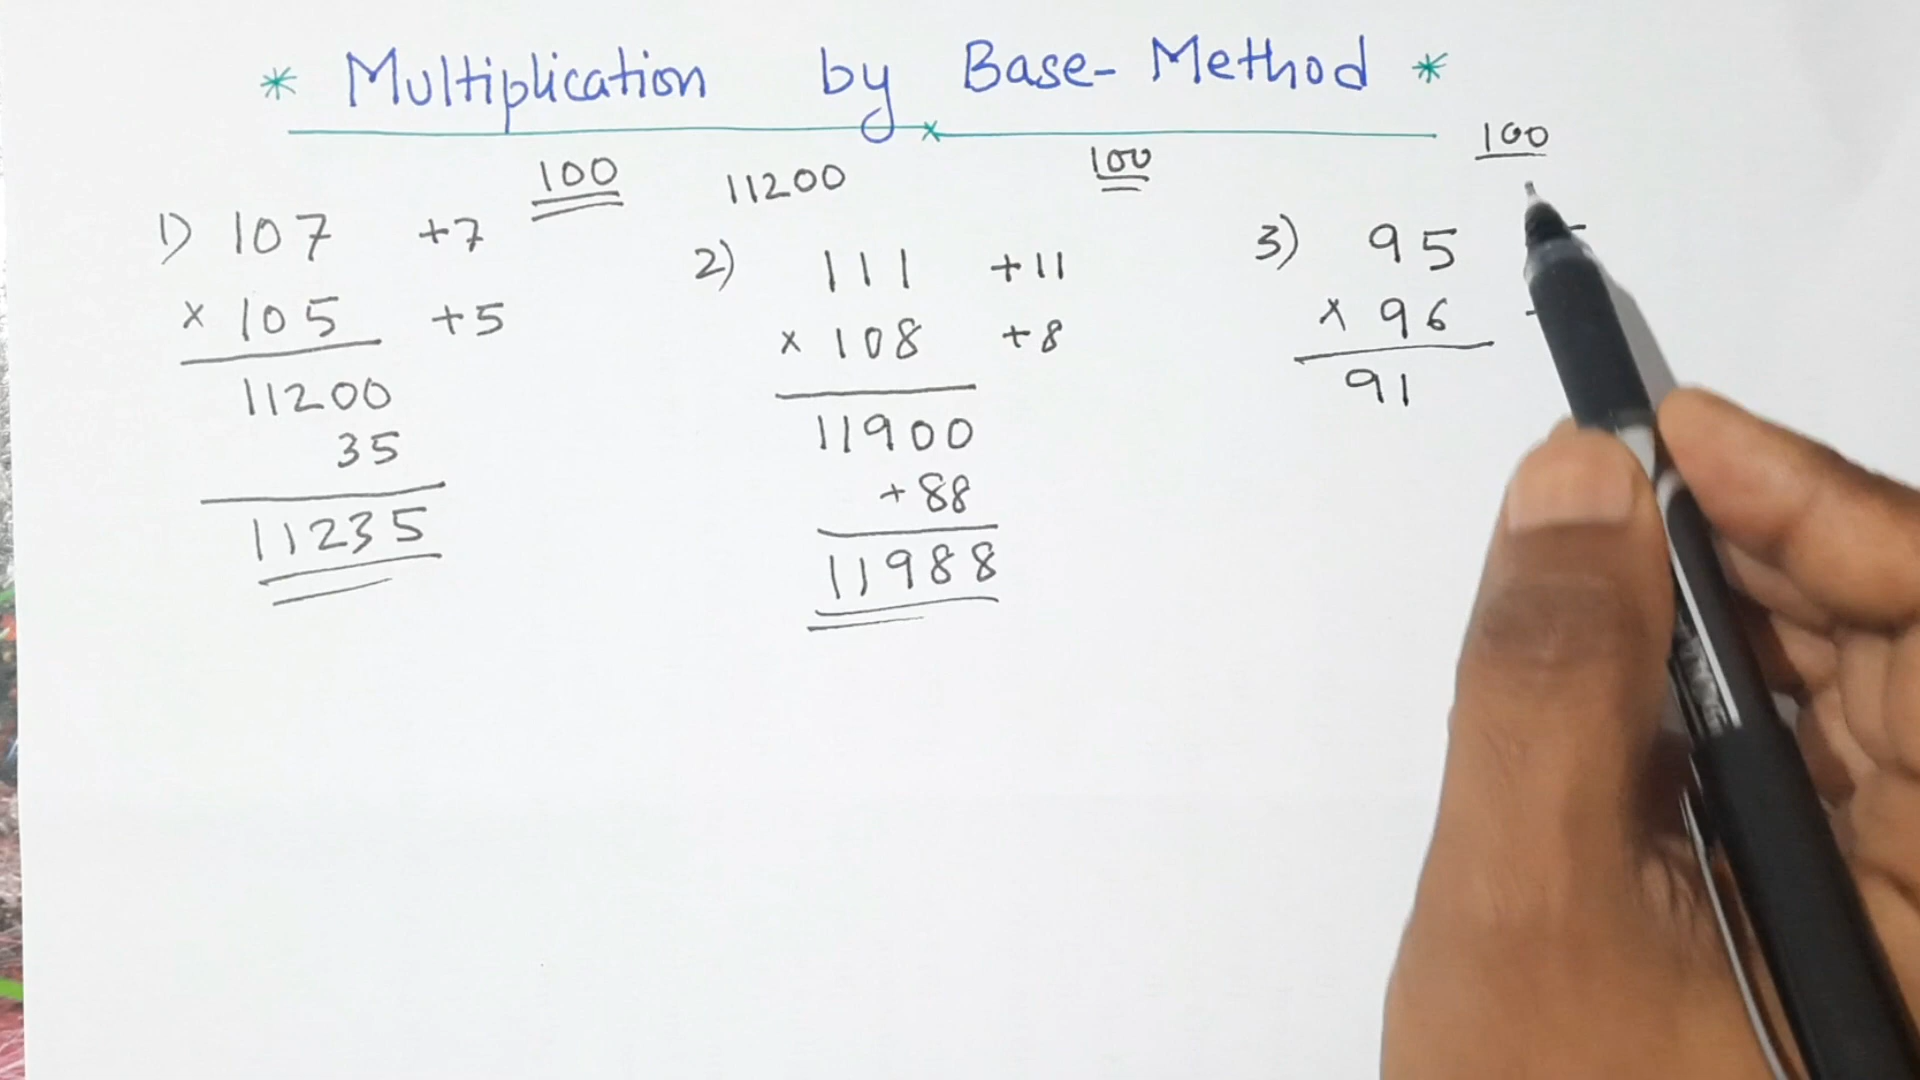 * Multiplication by Base-Method *
100
11200
100
100
1) 107 +7
× 105 +5
11200
35
11235
2) 111 +11
× 108 +8
11900
+ 88
11988
3) 95
× 96
91